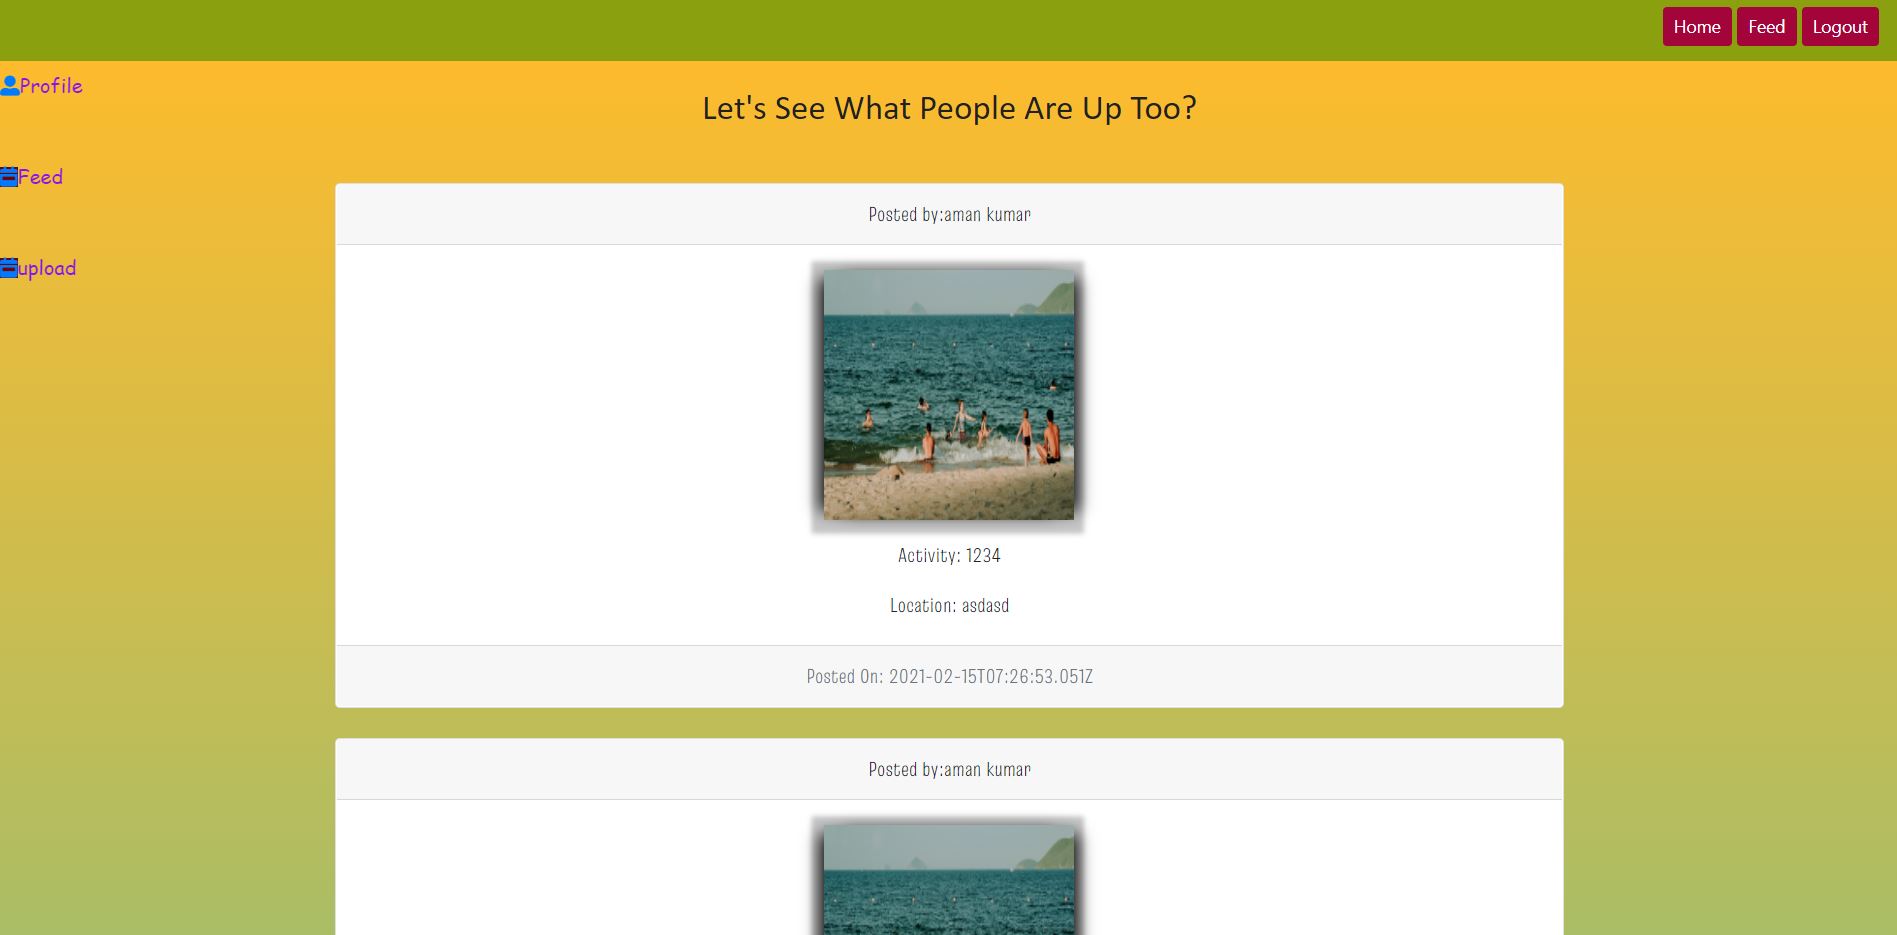 Home Feed Logout
Profile
Let's See What People Are Up Too?
Feed
upload
Posted by:aman kumar
Activity: 1234
Location: asdasd
Posted On: 2021-02-15T07:26:53.051Z
Posted by:aman kumar